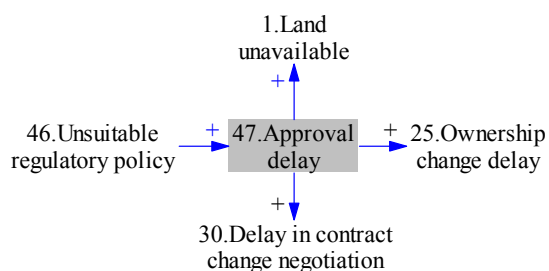 1.Land
unavailable
+
46.Unsuitable
regulatory policy
+
47.Approval
delay
+
25.Ownership
change delay
+
30.Delay in contract
change negotiation